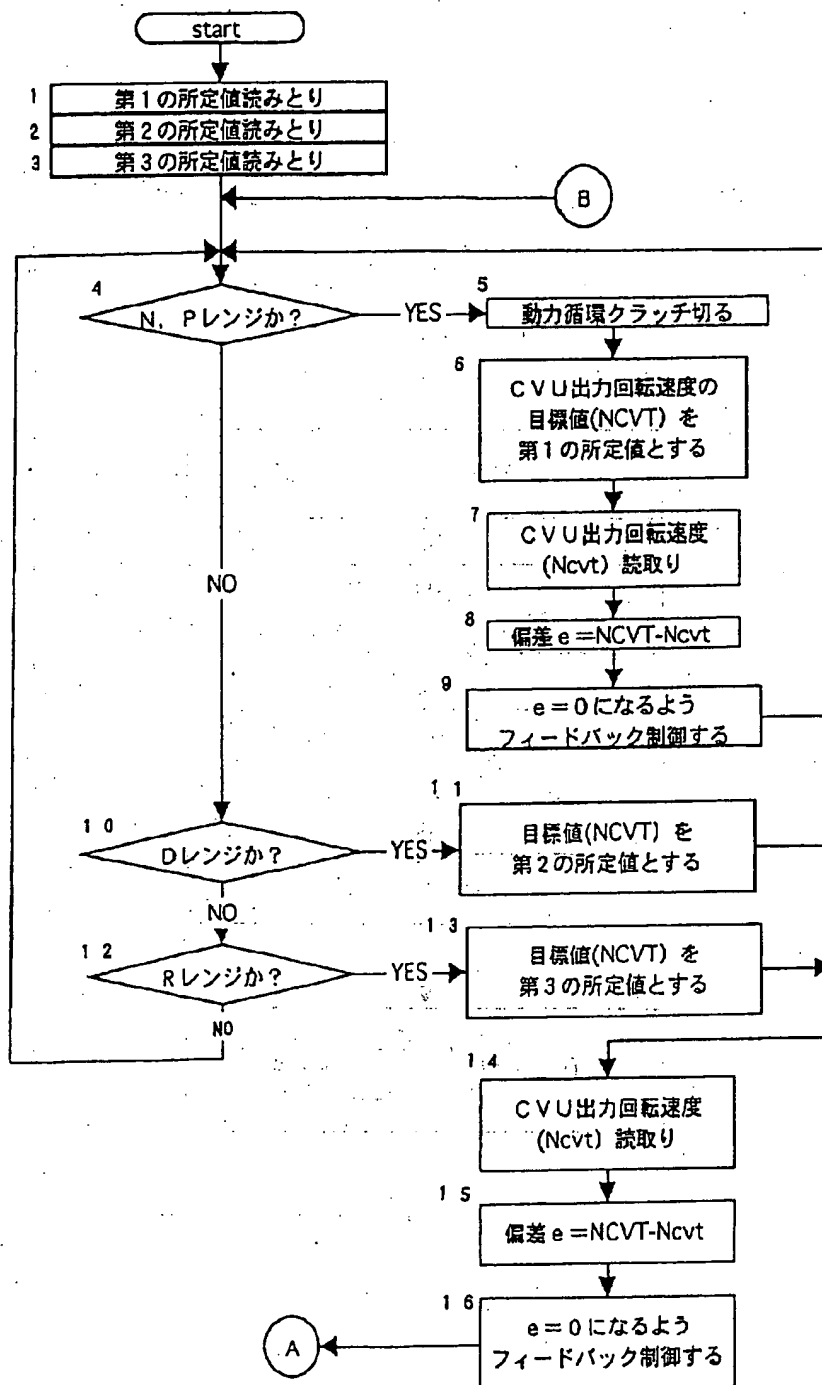 start
1 第1の所定値読みとり
2 第2の所定値読みとり
3 第3の所定値読みとり
B
4
N，Pレンジか？
YES
5
動力循環クラッチ切る
6
CVU出力回転速度の
目標値(NCVT) を
第1の所定値とする
7
CVU出力回転速度
(Ncvt) 読取り
NO
8
偏差e＝NCVT-Ncvt
9
e＝0になるよう
フィードバック制御する
10
Dレンジか？
YES
11
目標値(NCVT) を
第2の所定値とする
NO
12
Rレンジか？
YES
13
目標値(NCVT) を
第3の所定値とする
NO
14
CVU出力回転速度
(Ncvt) 読取り
15
偏差e＝NCVT-Ncvt
16
e＝0になるよう
フィードバック制御する
A